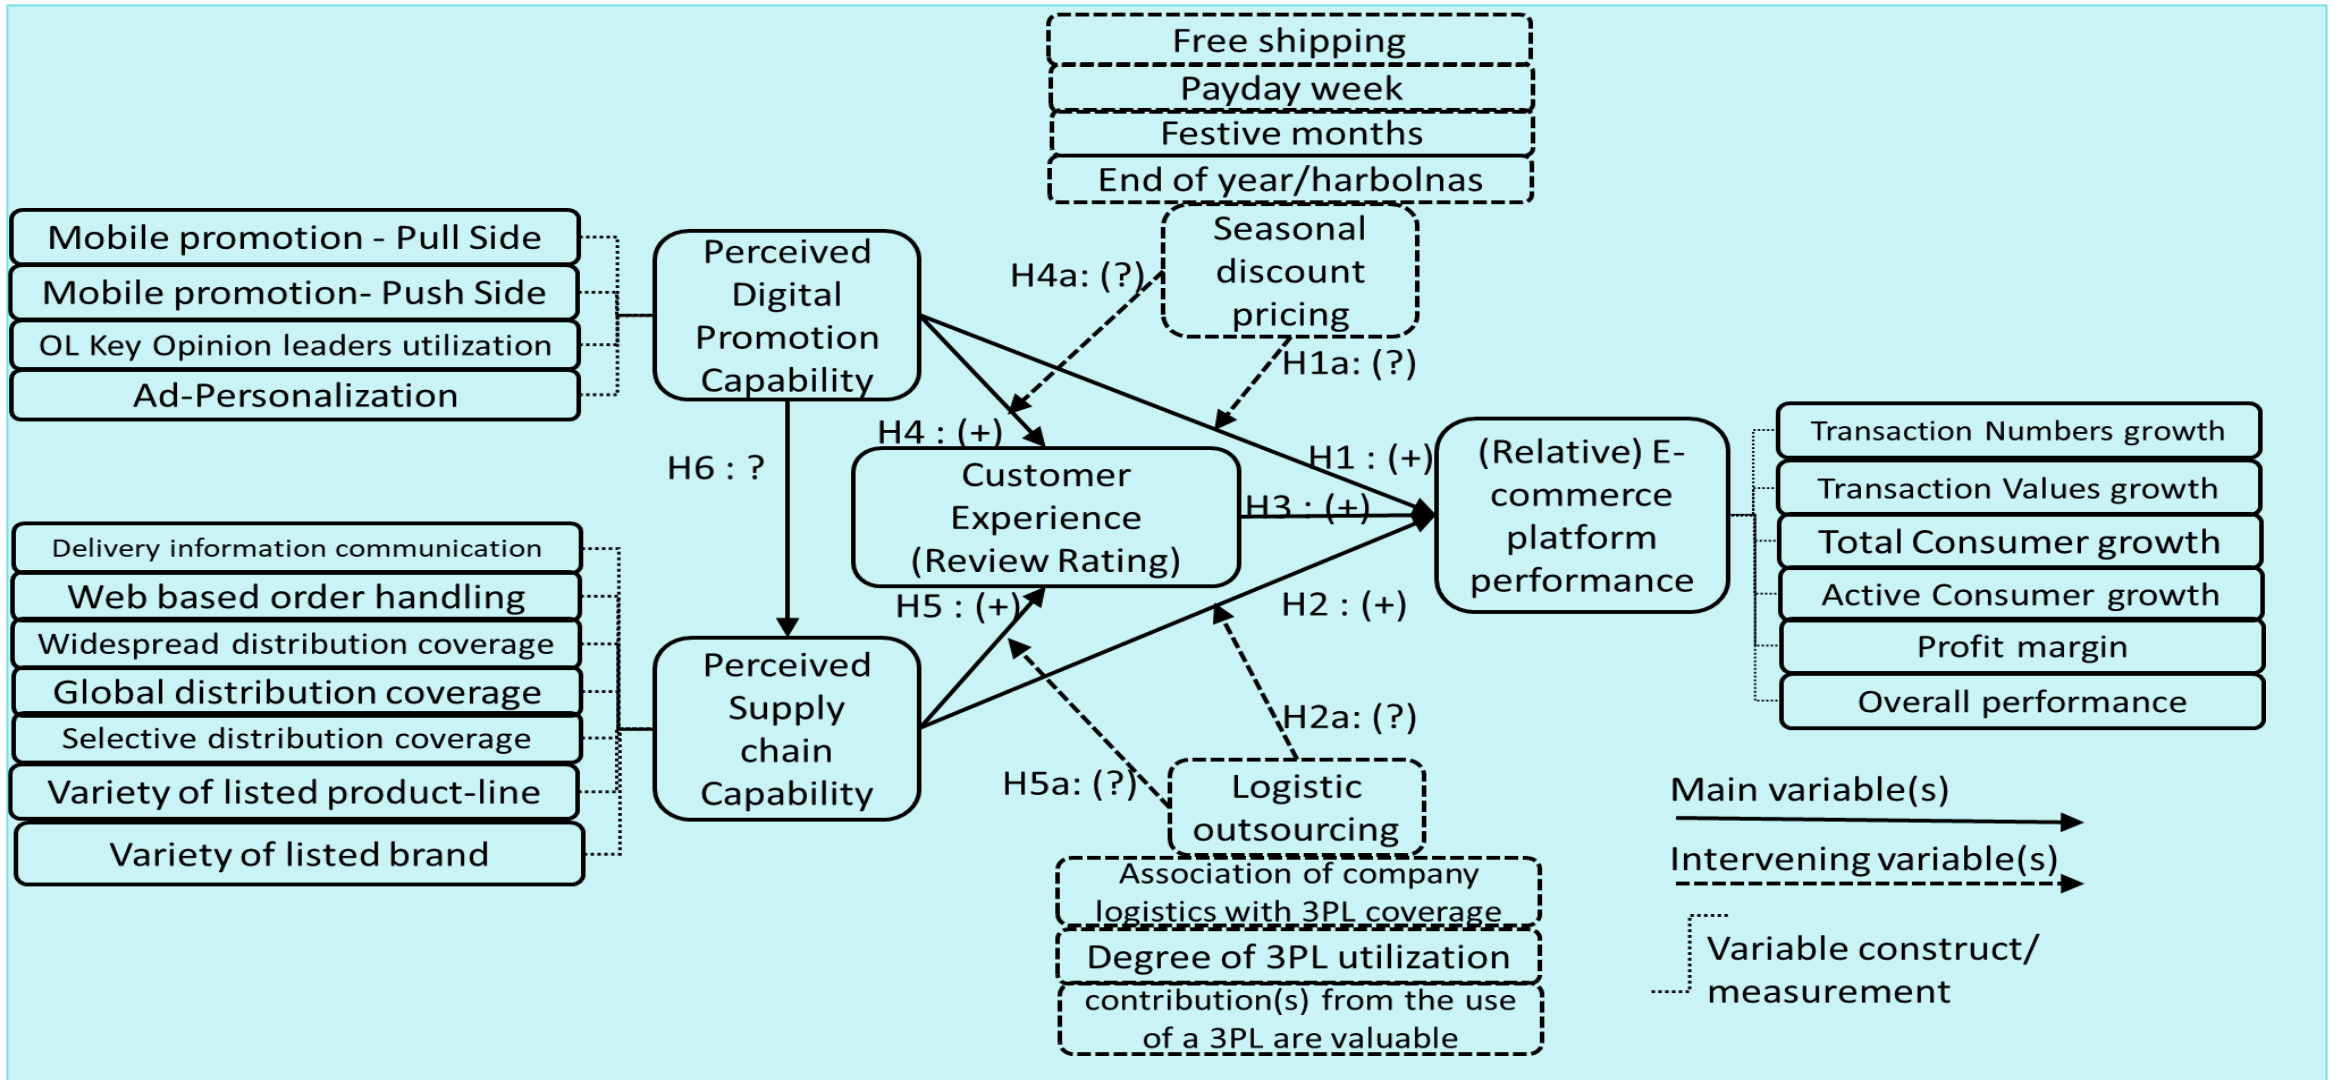 Free shipping
Payday week
Festive months
End of year/harbolnas
Seasonal
discount
pricing
H4a: (?)
H1a: (?)
Mobile promotion - Pull Side
Mobile promotion- Push Side
OL Key Opinion leaders utilization
Ad-Personalization
Perceived
Digital
Promotion
Capability
H4 : (+)
H6 : ?
H1 : (+)
H3 : (+)
Customer
Experience
(Review Rating)
(Relative) E-
commerce
platform
performance
Transaction Numbers growth
Transaction Values growth
Total Consumer growth
Active Consumer growth
Profit margin
Overall performance
Delivery information communication
Web based order handling
Widespread distribution coverage
Global distribution coverage
Selective distribution coverage
Variety of listed product-line
Variety of listed brand
Perceived
Supply
chain
Capability
H5 : (+)
H2 : (+)
H2a: (?)
H5a: (?)
Logistic
outsourcing
Association of company
logistics with 3PL coverage
Degree of 3PL utilization
contribution(s) from the use
of a 3PL are valuable
Main variable(s)
Intervening variable(s)
Variable construct/
measurement